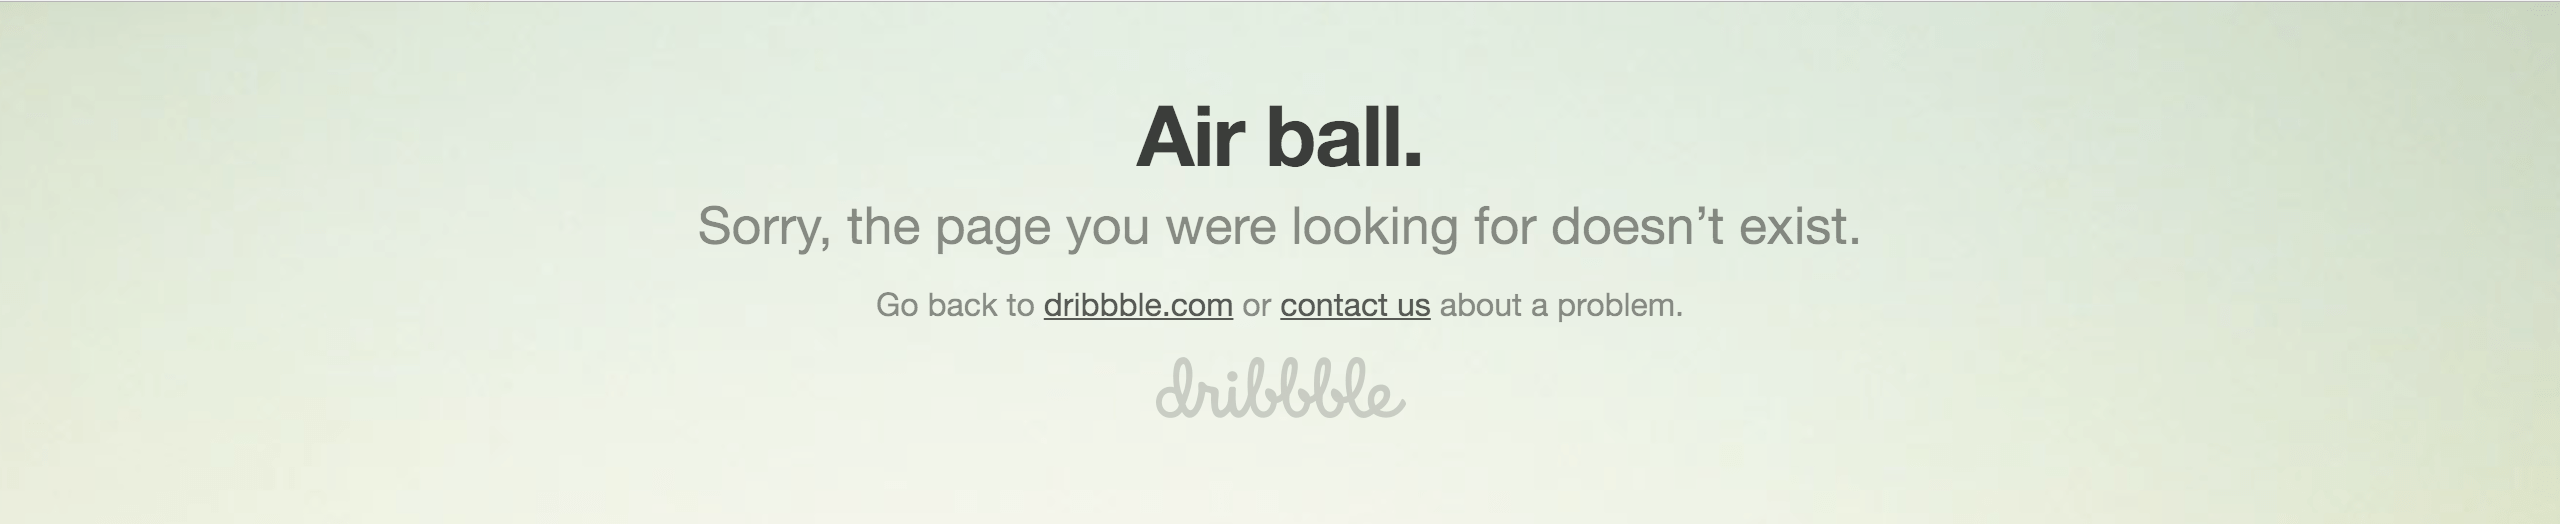 Air ball.
Sorry, the page you were looking for doesn’t exist.
Go back to dribbble.com or contact us about a problem.
dribbble